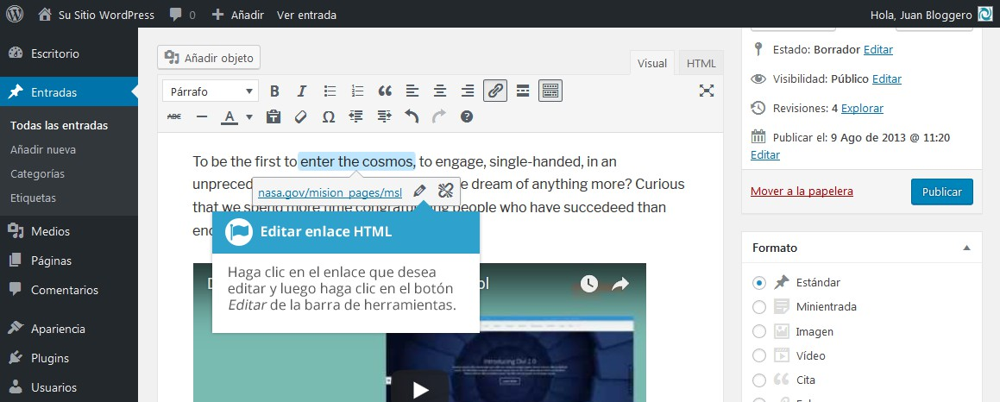 Su Sitio WordPress 0 Añadir Ver entrada Hola, Juan Bloggero
Escritorio
Entradas
Todas las entradas
Añadir nueva
Categorías
Etiquetas
Medios
Páginas
Comentarios
Apariencia
Plugins
Usuarios
Añadir objeto
Visual HTML
Párrafo B I
ABC A
To be the first to enter the cosmos, to engage, single-handed, in an
unpreced e dream of anything more? Curious
that we spend more time congratulating people who have succedeed than
enc
nasa.gov/mision_pages/msl
Editar enlace HTML
Haga clic en el enlace que desea
editar y luego haga clic en el botón
Editar de la barra de herramientas.
D ol
Introducing Divi 2.0
Estado: Borrador Editar
Visibilidad: Público Editar
Revisiones: 4 Explorar
Publicar el: 9 Ago de 2013 @ 11:20
Editar
Mover a la papelera Publicar
Formato
Estándar
Minientrada
Imagen
Vídeo
Cita